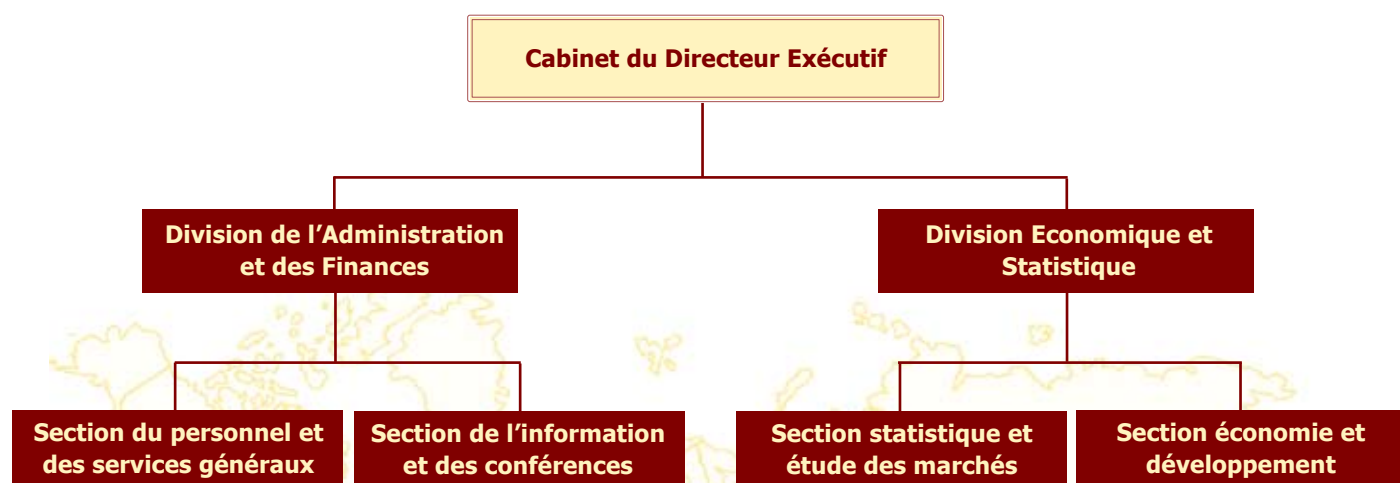 Cabinet du Directeur Exécutif
Division de l’Administration
et des Finances
Division Economique et
Statistique
Section du personnel et
des services généraux
Section de l’information
et des conférences
Section statistique et
étude des marchés
Section économie et
développement